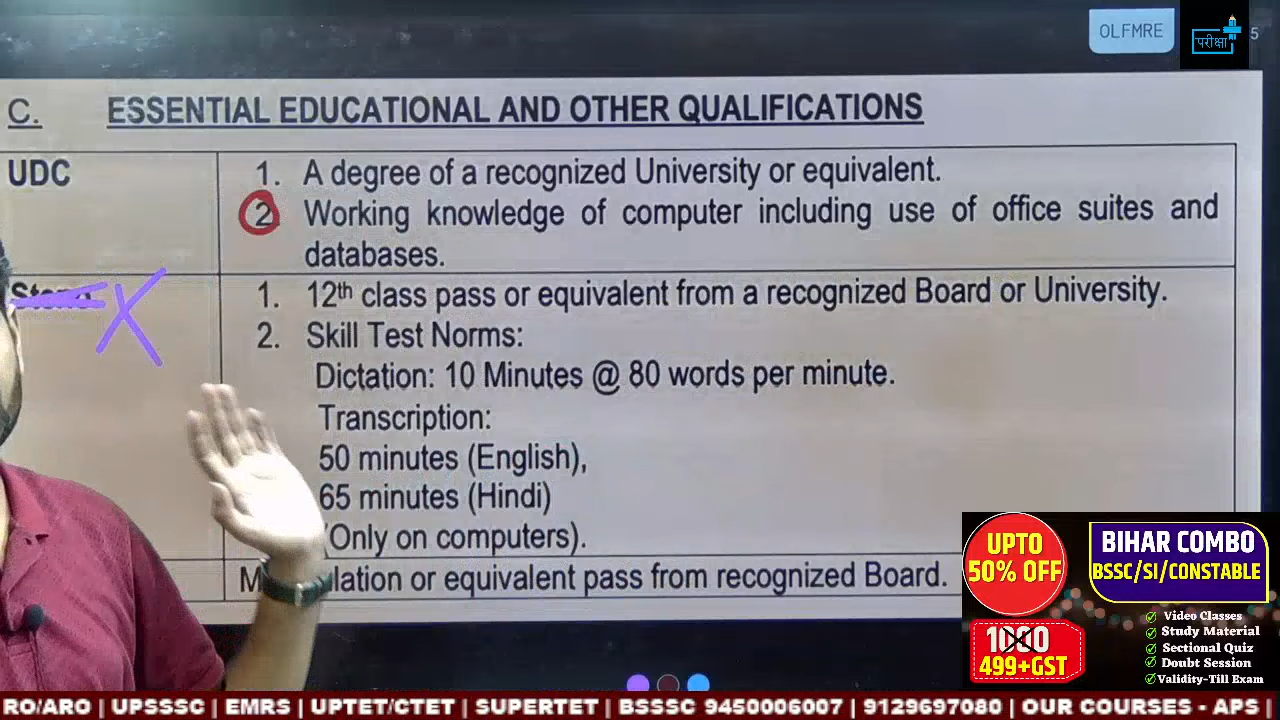 OLFMRE
परीक्षा
5
C. ESSENTIAL EDUCATIONAL AND OTHER QUALIFICATIONS
UDC
1. A degree of a recognized University or equivalent.
2 Working knowledge of computer including use of office suites and
databases.
1. 12th class pass or equivalent from a recognized Board or University.
2. Skill Test Norms:
Dictation: 10 Minutes @ 80 words per minute.
Transcription:
50 minutes (English),
65 minutes (Hindi)
(Only on computers).
or equivalent pass from recognized Board.
UPTO
50% OFF
1000
499+GST
BIHAR COMBO
BSSC/SI/CONSTABLE
Video Classes
Study Material
Sectional Quiz
Doubt Session
Validity-Till Exam
RO/ARO | UPSSSC | EMRS | UPTET/CTET | SUPERTET | BSSSC 9450006007 | 9129697080 | OUR COURSES - APS |